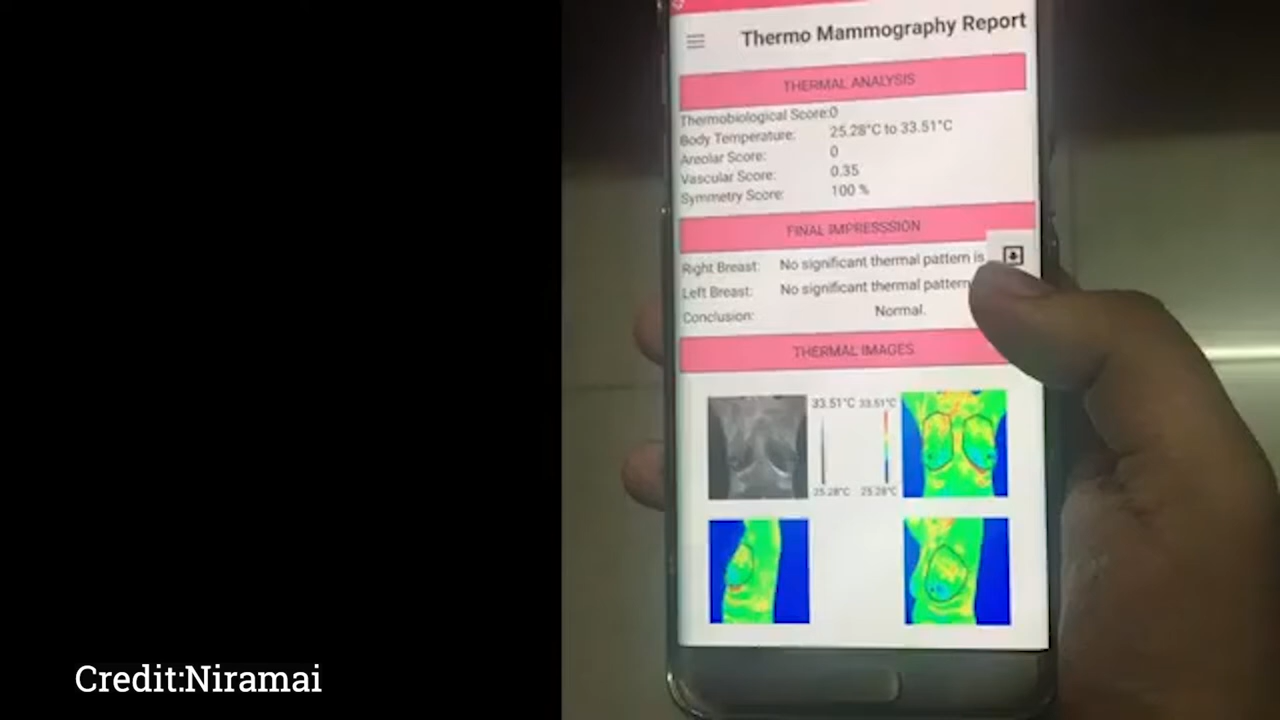 Thermo Mammography Report
THERMAL ANALYSIS
Thermobiological Score:0
Body Temperature: 25.28°C to 33.51°C
Areolar Score: 0
Vascular Score: 0.35
Symmetry Score: 100 %
FINAL IMPRESSSION
Right Breast: No significant thermal pattern is
Left Breast: No significant thermal pattern
Conclusion: Normal.
THERMAL IMAGES
33.51°C 33.51°C
25.28°C 25.28°C
Credit:Niramai